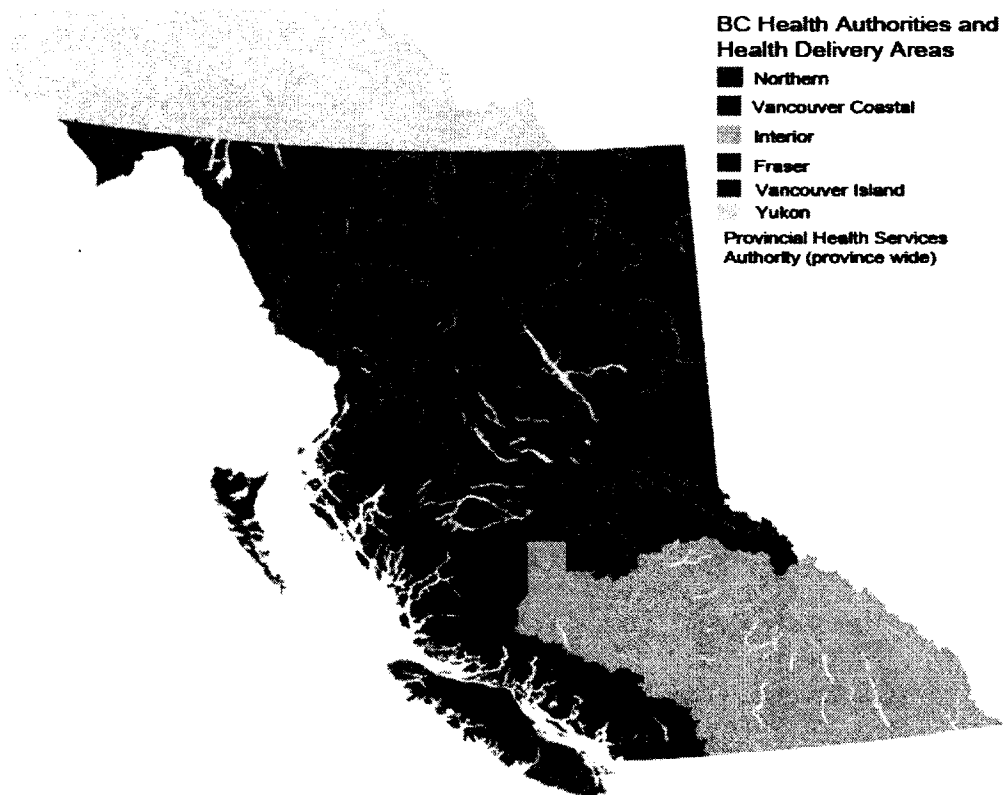 BC Health Authorities and
Health Delivery Areas
Northern
Vancouver Coastal
Interior
Fraser
Vancouver Island
Yukon
Provincial Health Services
Authority (province wide)